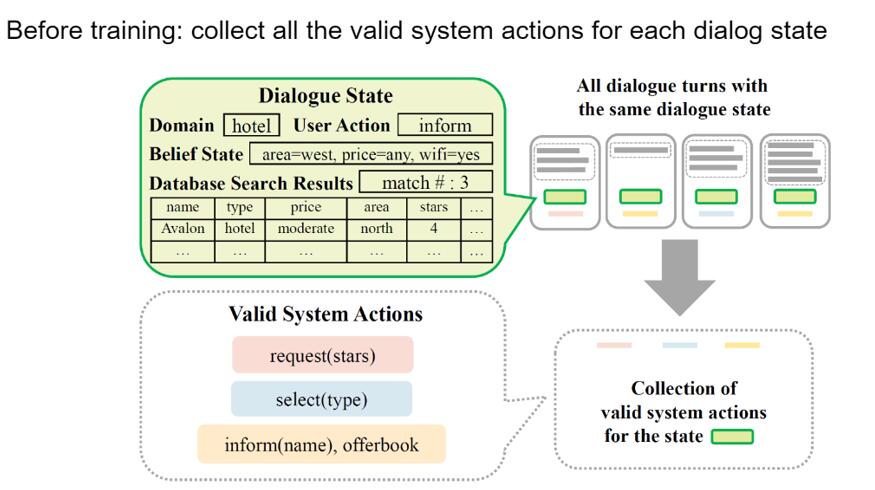 Before training: collect all the valid system actions for each dialog state
Dialogue State
Domain hotel User Action inform
Belief State area=west, price=any, wifi=yes
Database Search Results match # : 3
name type price area stars ...
Avalon hotel moderate north 4 ...
... ... ... ... ... ...
All dialogue turns with
the same dialogue state
Valid System Actions
request(stars)
select(type)
inform(name), offerbook
Collection of
valid system actions
for the state